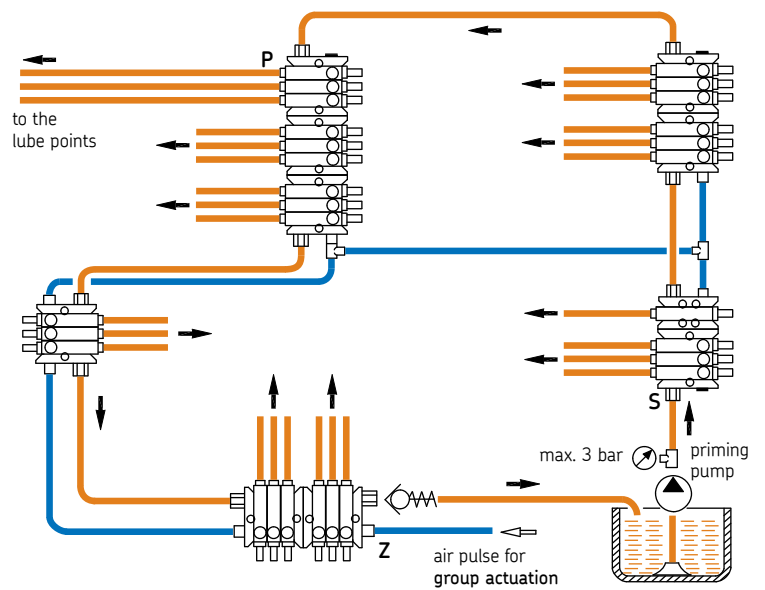 P
to the
lube points
S
max. 3 bar
priming
pump
Z
air pulse for
group actuation